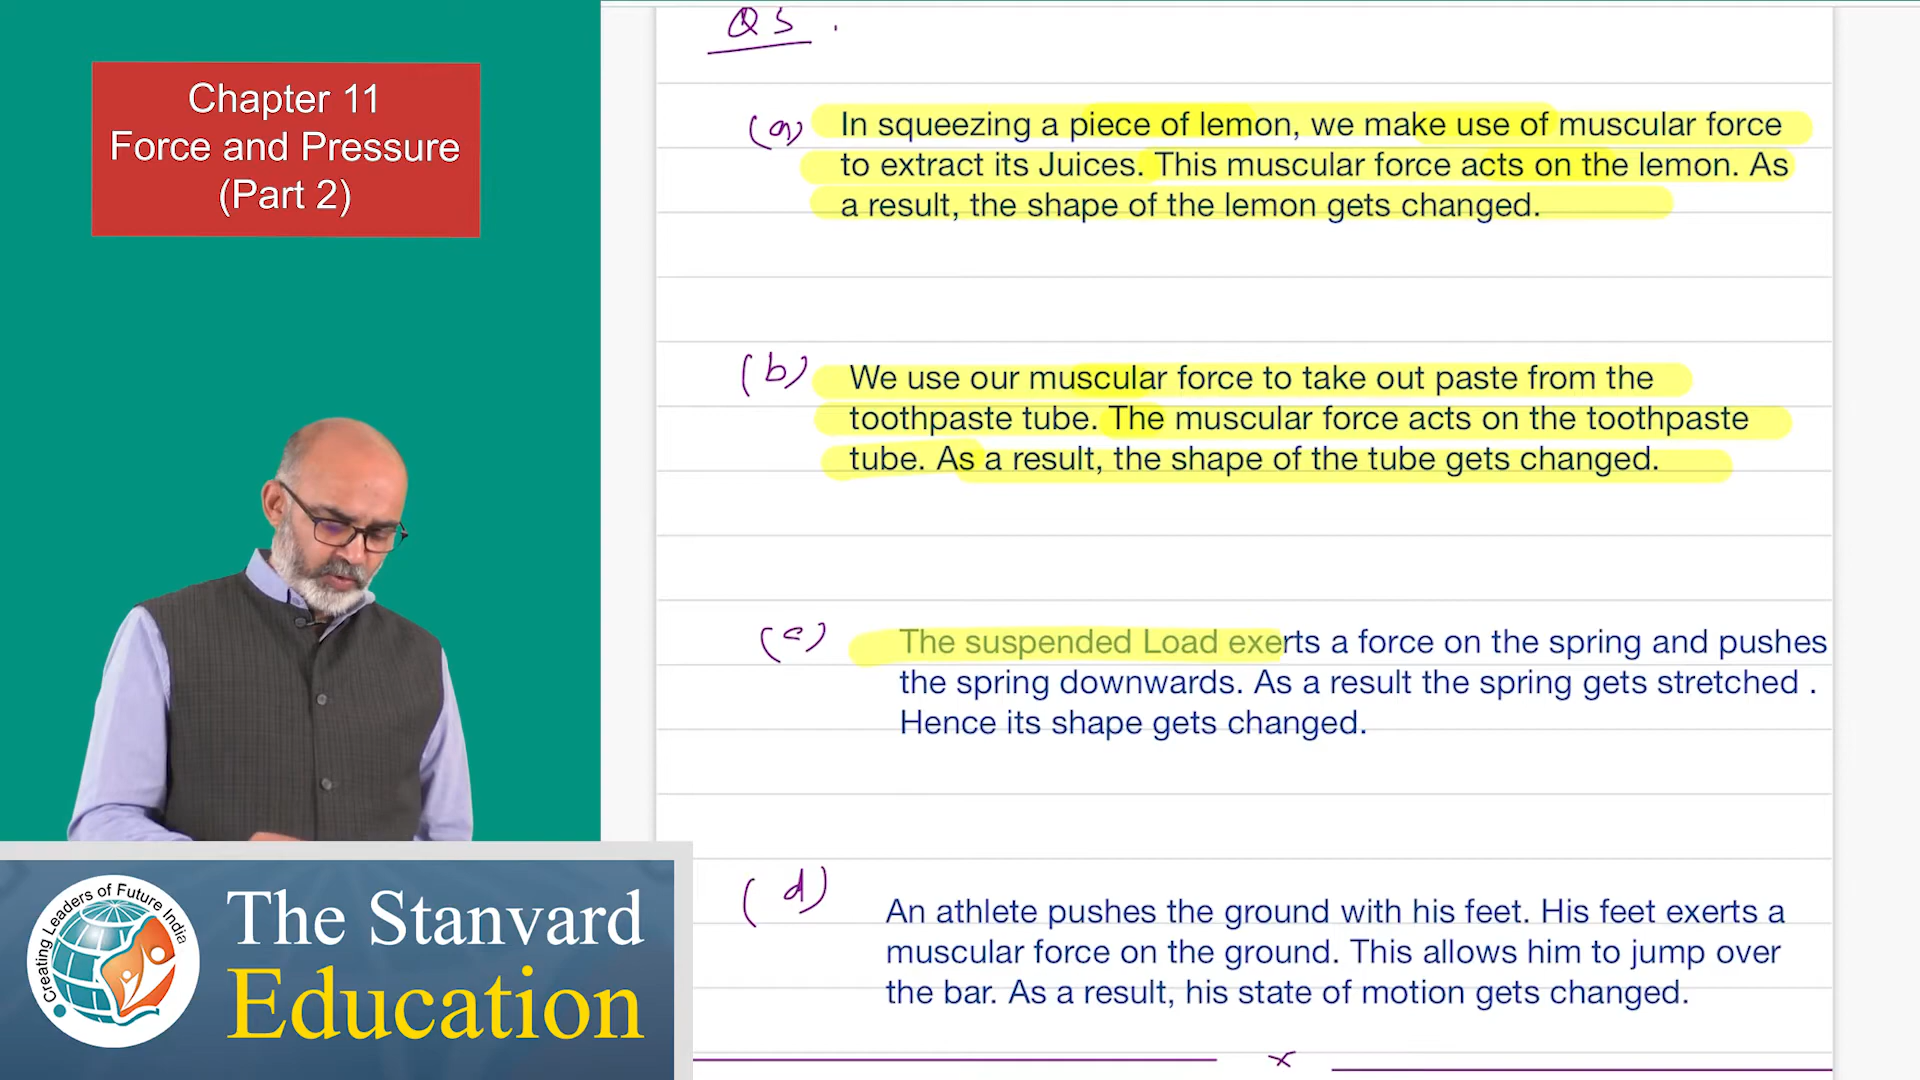 Chapter 11
Force and Pressure
(Part 2)
Q5.
(a) In squeezing a piece of lemon, we make use of muscular force
to extract its Juices. This muscular force acts on the lemon. As
a result, the shape of the lemon gets changed.
(b) We use our muscular force to take out paste from the
toothpaste tube. The muscular force acts on the toothpaste
tube. As a result, the shape of the tube gets changed.
(c) The suspended Load exerts a force on the spring and pushes
the spring downwards. As a result the spring gets stretched .
Hence its shape gets changed.
(d) An athlete pushes the ground with his feet. His feet exerts a
muscular force on the ground. This allows him to jump over
the bar. As a result, his state of motion gets changed.
x
Creating Leaders of Future India
The Stanvard
Education